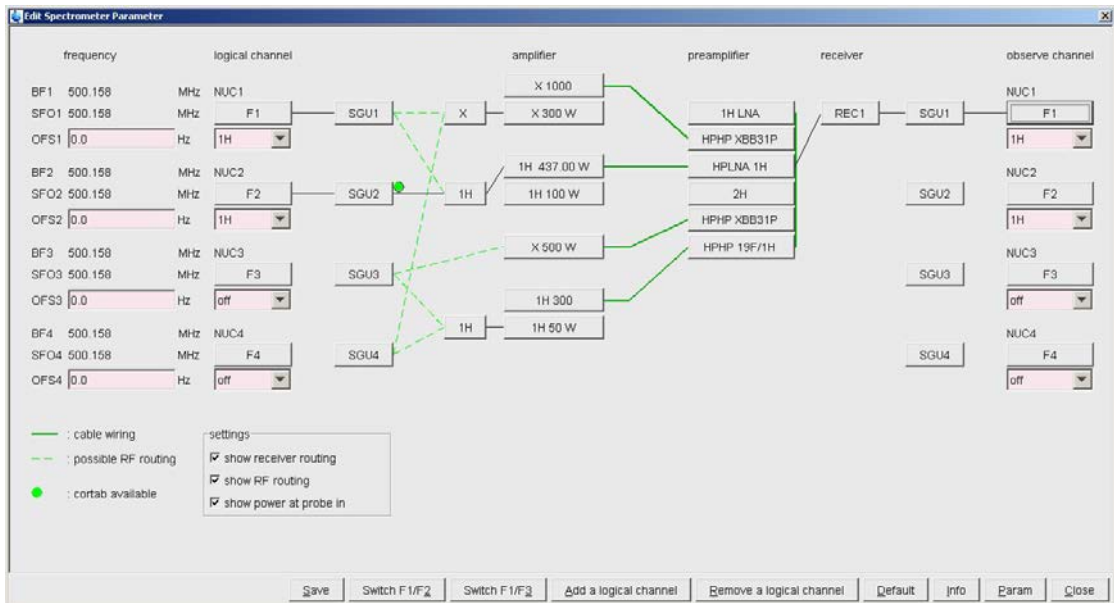 Edit Spectrometer Parameter
frequency logical channel amplifier preamplifier receiver observe channel
X 1000
BF1 500.158 MHz NUC1 NUC1
SFO1 500.158 MHz F1 SGU1 X X 300 W 1H LNA REC1 SGU1 F1
OFS1 0.0 Hz 1H HPHP XBB31P 1H
1H 437.00 W HPLNA 1H
BF2 500.158 MHz NUC2 NUC2
SFO2 500.158 MHz F2 SGU2 1H 1H 100 W 2H SGU2 F2
OFS2 0.0 Hz 1H HPHP XBB31P 1H
X 500 W HPHP 19F/1H
BF3 500.158 MHz NUC3 NUC3
SFO3 500.158 MHz F3 SGU3 SGU3 F3
OFS3 0.0 Hz off 1H 300 off
1H 1H 50 W
BF4 500.158 MHz NUC4 NUC4
SFO4 500.158 MHz F4 SGU4 SGU4 F4
OFS4 0.0 Hz off off
: cable wiring
: possible RF routing
: cortab available
settings
show receiver routing
show RF routing
show power at probe in
Save Switch F1/F2 Switch F1/F3 Add a logical channel Remove a logical channel Default Info Param Close